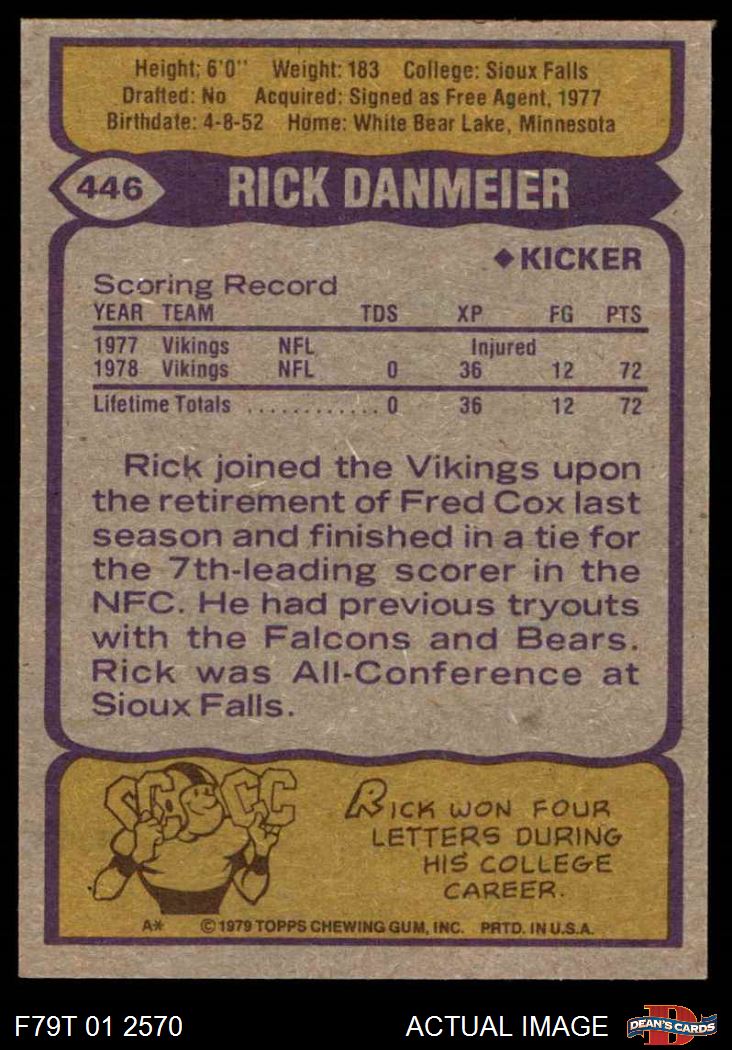 Height: 6'0" Weight: 183 College: Sioux Falls
Drafted: No Acquired: Signed as Free Agent, 1977
Birthdate: 4-8-52 Home: White Bear Lake, Minnesota
446 RICK DANMEIER
◆KICKER
Scoring Record
YEAR TEAM TDS XP FG PTS
1977 Vikings NFL Injured
1978 Vikings NFL 0 36 12 72
Lifetime Totals ............ 0 36 12 72
Rick joined the Vikings upon
the retirement of Fred Cox last
season and finished in a tie for
the 7th-leading scorer in the
NFC. He had previous tryouts
with the Falcons and Bears.
Rick was All-Conference at
Sioux Falls.
RICK WON FOUR
LETTERS DURING
HIS COLLEGE
CAREER.
A* ©1979 TOPPS CHEWING GUM, INC. PRTD. IN U.S.A.
F79T 01 2570 ACTUAL IMAGE DEAN'S CARDS